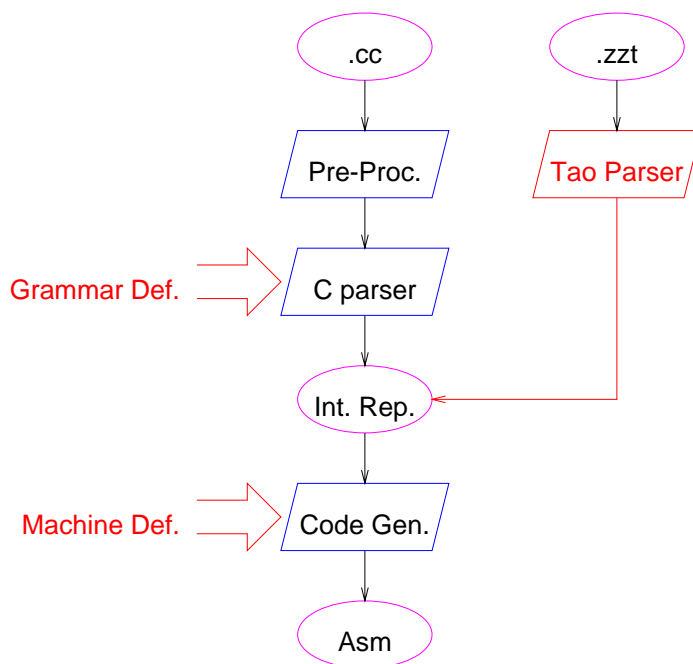 .cc
.zzt
Pre-Proc.
Tao Parser
Grammar Def.
C parser
Int. Rep.
Machine Def.
Code Gen.
Asm